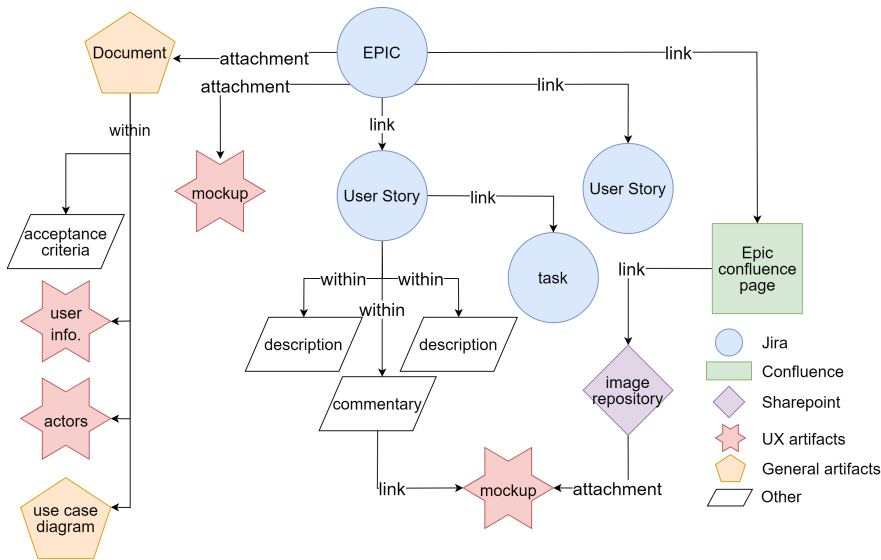 Document
attachment
EPIC
link
attachment
link
link
within
mockup
User Story
link
User Story
acceptance
criteria
task
Epic
confluence
page
link
within
within
within
user
info.
description
description
Jira
Confluence
image
repository
Sharepoint
commentary
actors
UX artifacts
General artifacts
link
mockup
attachment
Other
use case
diagram